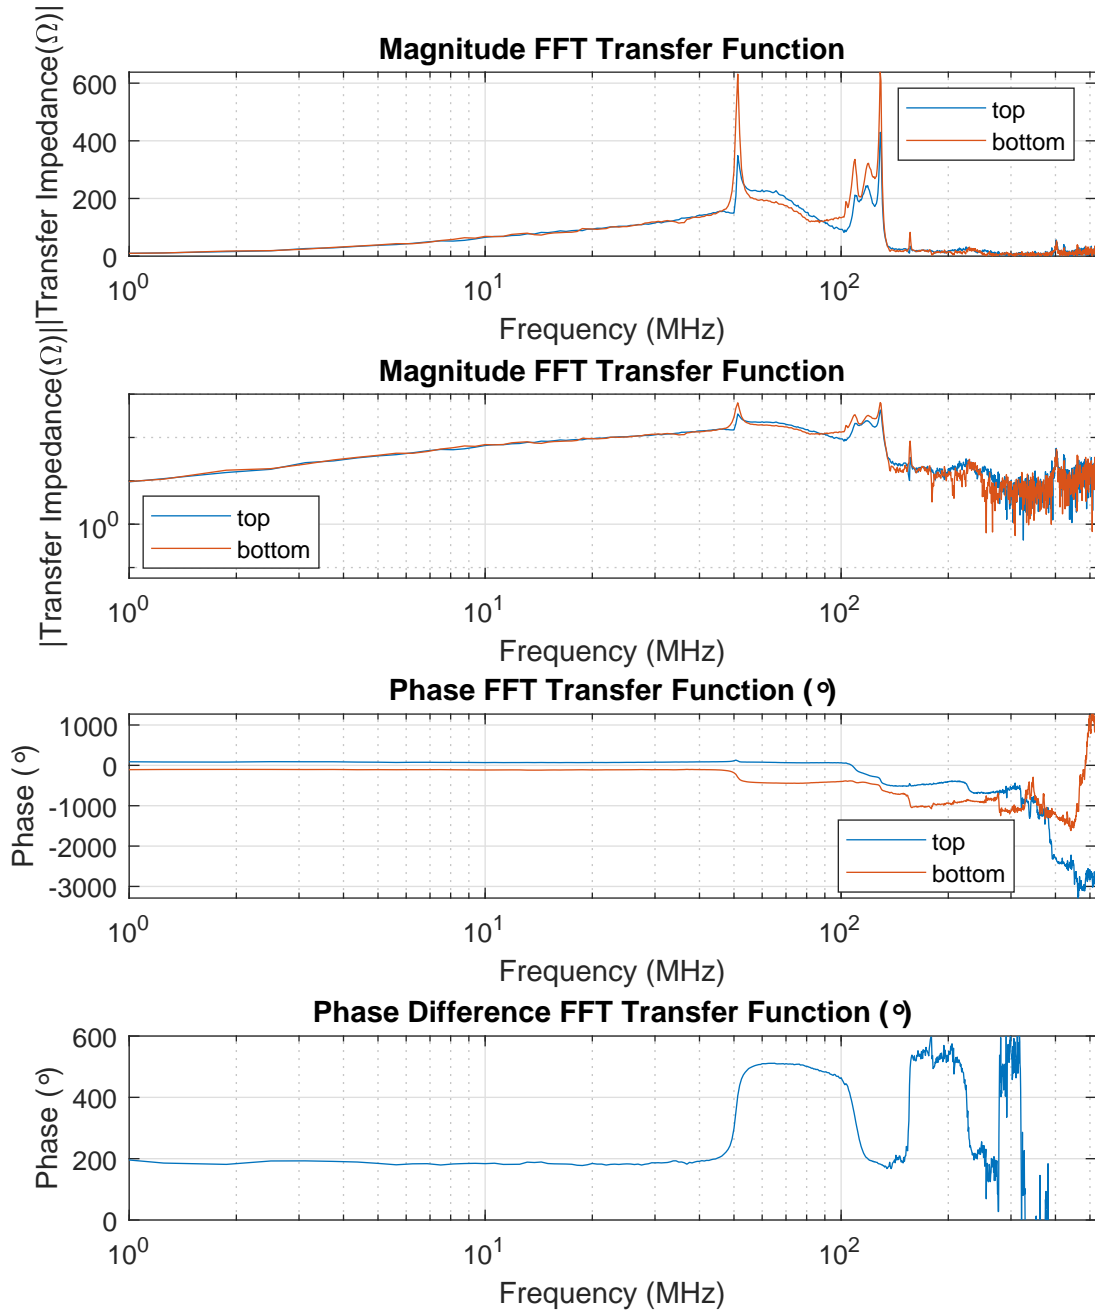 Magnitude FFT Transfer Function
|Transfer Impedance(Ω)|
600
400
200
0
top
bottom
10^0
10^1
10^2
Frequency (MHz)
Magnitude FFT Transfer Function
|Transfer Impedance(Ω)|
10^0
top
bottom
10^0
10^1
10^2
Frequency (MHz)
Phase FFT Transfer Function (°)
Phase (°)
1000
0
-1000
-2000
-3000
top
bottom
10^0
10^1
10^2
Frequency (MHz)
Phase Difference FFT Transfer Function (°)
Phase (°)
600
400
200
0
10^0
10^1
10^2
Frequency (MHz)